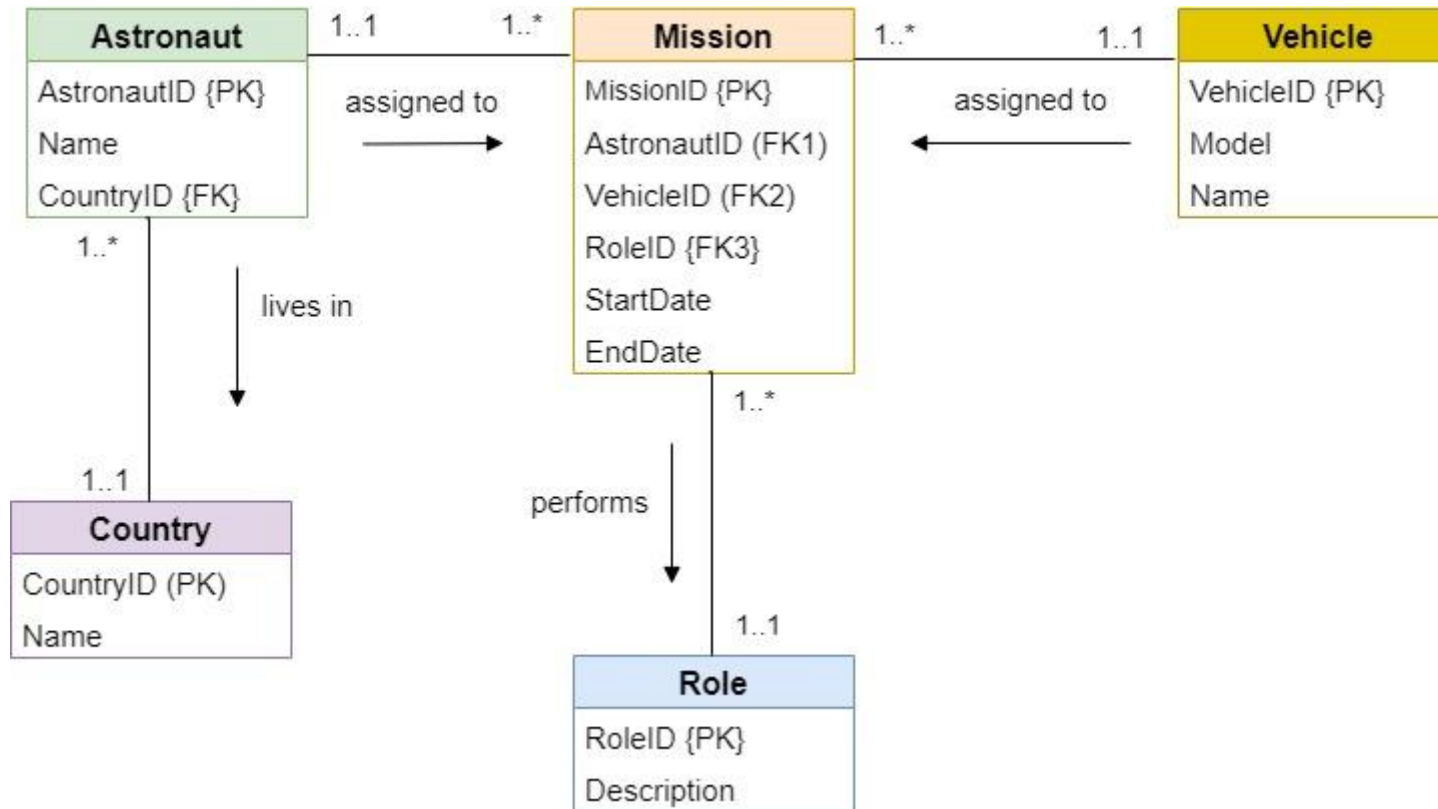 Astronaut
AstronautID {PK}
Name
CountryID {FK}
1..1
1..*
assigned to
Mission
MissionID {PK}
AstronautID (FK1)
VehicleID (FK2)
RoleID {FK3}
StartDate
EndDate
1..*
1..1
assigned to
Vehicle
VehicleID {PK}
Model
Name
1..*
lives in
1..1
Country
CountryID (PK)
Name
1..*
performs
1..1
Role
RoleID {PK}
Description